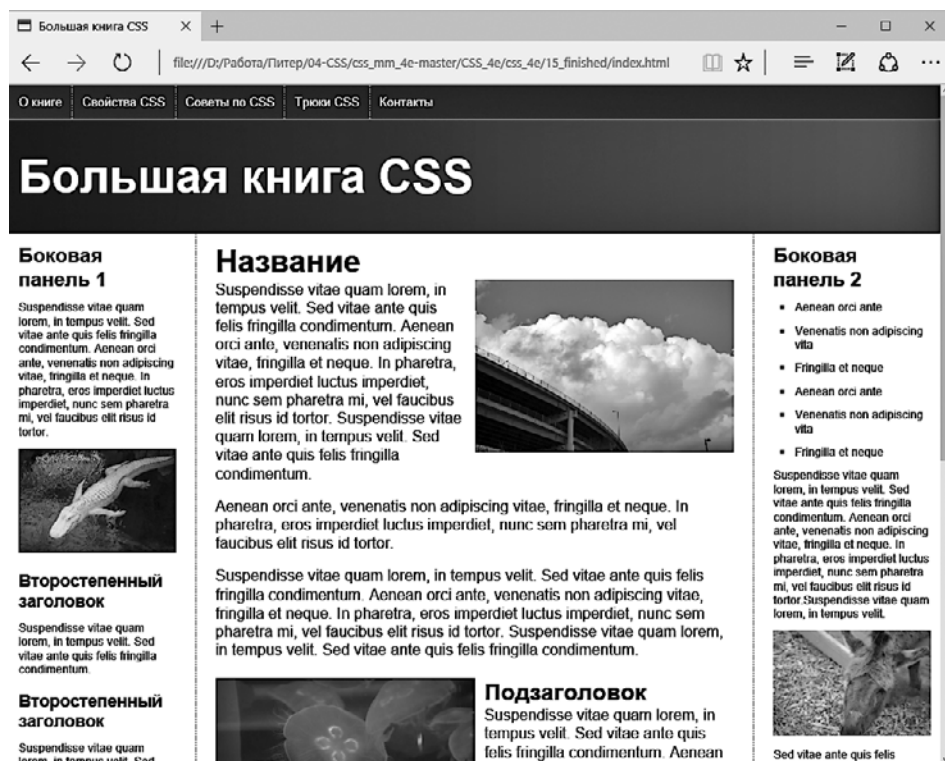 Большая книга CSS
file:///D:/Работа/Питер/04-CSS/css_mm_4e-master/CSS_4e/css_4e/15_finished/index.html
О книге
Свойства CSS
Советы по CSS
Трюки CSS
Контакты
Большая книга CSS
Боковая
панель 1
Suspendisse vitae quam
lorem, in tempus velit. Sed
vitae ante quis felis fringilla
condimentum. Aenean orci
ante, venenatis non adipiscing
vitae, fringilla et neque. In
pharetra, eros imperdiet luctus
imperdiet, nunc sem pharetra
mi, vel faucibus elit risus id
tortor.
Второстепенный
заголовок
Suspendisse vitae quam
lorem, in tempus velit. Sed
vitae ante quis felis fringilla
condimentum.
Второстепенный
заголовок
Suspendisse vitae quam
lorem, in tempus velit. Sed
Название
Suspendisse vitae quam lorem, in
tempus velit. Sed vitae ante quis
felis fringilla condimentum. Aenean
orci ante, venenatis non adipiscing
vitae, fringilla et neque. In pharetra,
eros imperdiet luctus imperdiet,
nunc sem pharetra mi, vel faucibus
elit risus id tortor. Suspendisse vitae
quam lorem, in tempus velit. Sed
vitae ante quis felis fringilla
condimentum.
Aenean orci ante, venenatis non adipiscing vitae, fringilla et neque. In
pharetra, eros imperdiet luctus imperdiet, nunc sem pharetra mi, vel
faucibus elit risus id tortor.
Suspendisse vitae quam lorem, in tempus velit. Sed vitae ante quis felis
fringilla condimentum. Aenean orci ante, venenatis non adipiscing vitae,
fringilla et neque. In pharetra, eros imperdiet luctus imperdiet, nunc sem
pharetra mi, vel faucibus elit risus id tortor. Suspendisse vitae quam lorem,
in tempus velit. Sed vitae ante quis felis fringilla condimentum.
Подзаголовок
Suspendisse vitae quam lorem, in
tempus velit. Sed vitae ante quis
felis fringilla condimentum. Aenean
Боковая
панель 2
Aenean orci ante
Venenatis non adipiscing
vita
Fringilla et neque
Aenean orci ante
Venenatis non adipiscing
vita
Fringilla et neque
Suspendisse vitae quam
lorem, in tempus velit. Sed
vitae ante quis felis fringilla
condimentum. Aenean orci
ante, venenatis non adipiscing
vitae, fringilla et neque. In
pharetra, eros imperdiet luctus
imperdiet, nunc sem pharetra
mi, vel faucibus elit risus id
tortor.Suspendisse vitae quam
lorem, in tempus velit.
Sed vitae ante quis felis